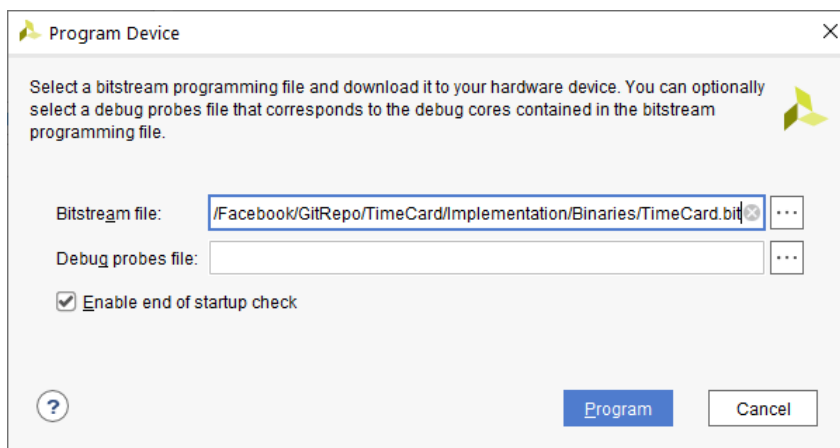 Program Device
Select a bitstream programming file and download it to your hardware device. You can optionally
select a debug probes file that corresponds to the debug cores contained in the bitstream
programming file.
Bitstream file: /Facebook/GitRepo/TimeCard/Implementation/Binaries/TimeCard.bit ...
Debug probes file: ...
Enable end of startup check
? Program Cancel